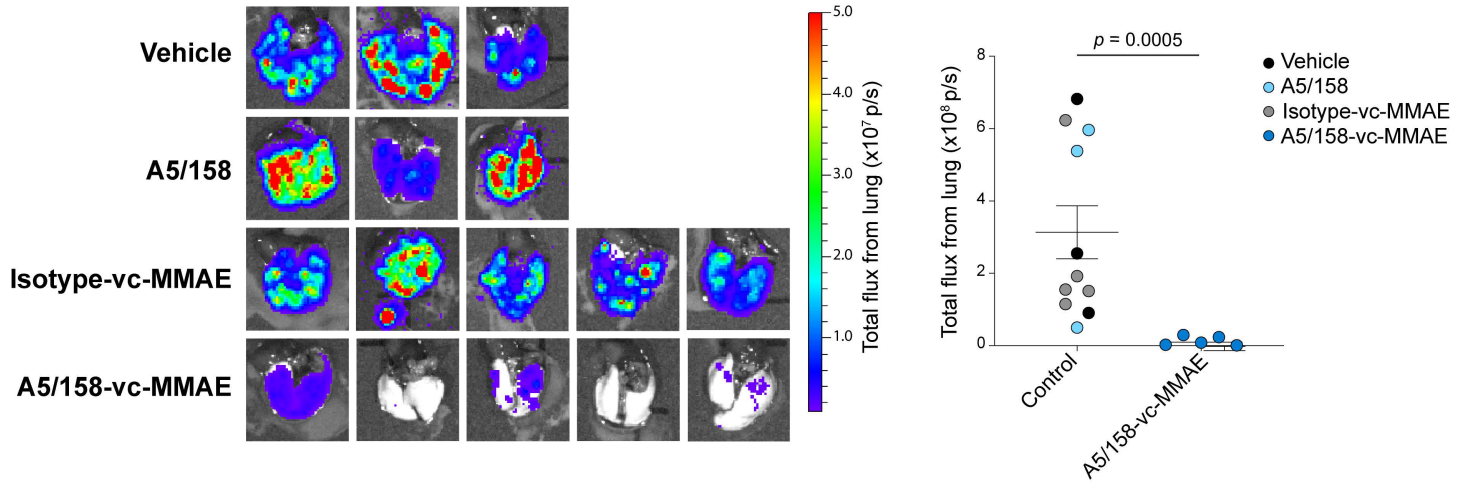 Vehicle
A5/158
Isotype-vc-MMAE
A5/158-vc-MMAE
5.0
4.0
3.0
2.0
1.0
Total flux from lung (x10⁷ p/s)
p = 0.0005
8
6
4
2
0
Total flux from lung (x10⁸ p/s)
Control
A5/158-vc-MMAE
Vehicle
A5/158
Isotype-vc-MMAE
A5/158-vc-MMAE